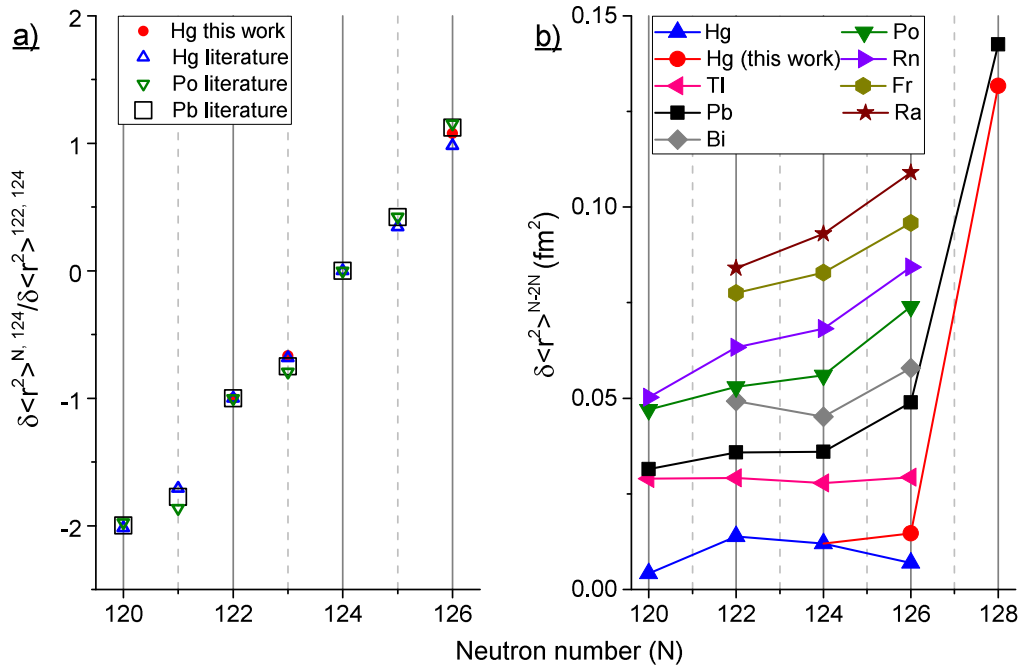 a)
Hg this work
Hg literature
Po literature
Pb literature
δ<r²>ᴺ, ¹²⁴/δ<r²>¹²², ¹²⁴
2
1
0
-1
-2
120 122 124 126
b)
Hg
Hg (this work)
Tl
Pb
Bi
Po
Rn
Fr
Ra
δ<r²>ᴺ⁻²ᴺ (fm²)
0.15
0.10
0.05
0.00
120 122 124 126 128
Neutron number (N)